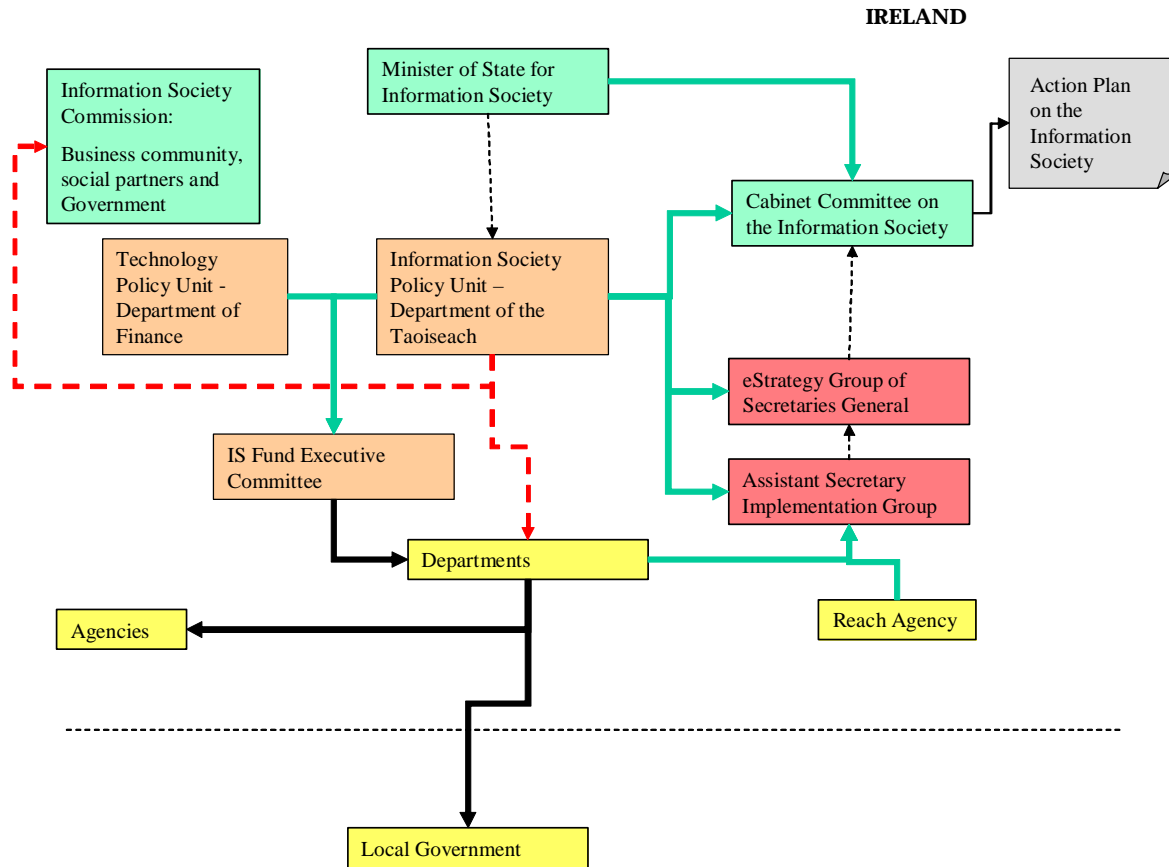 IRELAND
Minister of State for
Information Society
Information Society
Commission:
Business community,
social partners and
Government
Action Plan
on the
Information
Society
Cabinet Committee on
the Information Society
Technology
Policy Unit -
Department of
Finance
Information Society
Policy Unit –
Department of the
Taoiseach
eStrategy Group of
Secretaries General
IS Fund Executive
Committee
Assistant Secretary
Implementation Group
Departments
Agencies
Reach Agency
Local Government